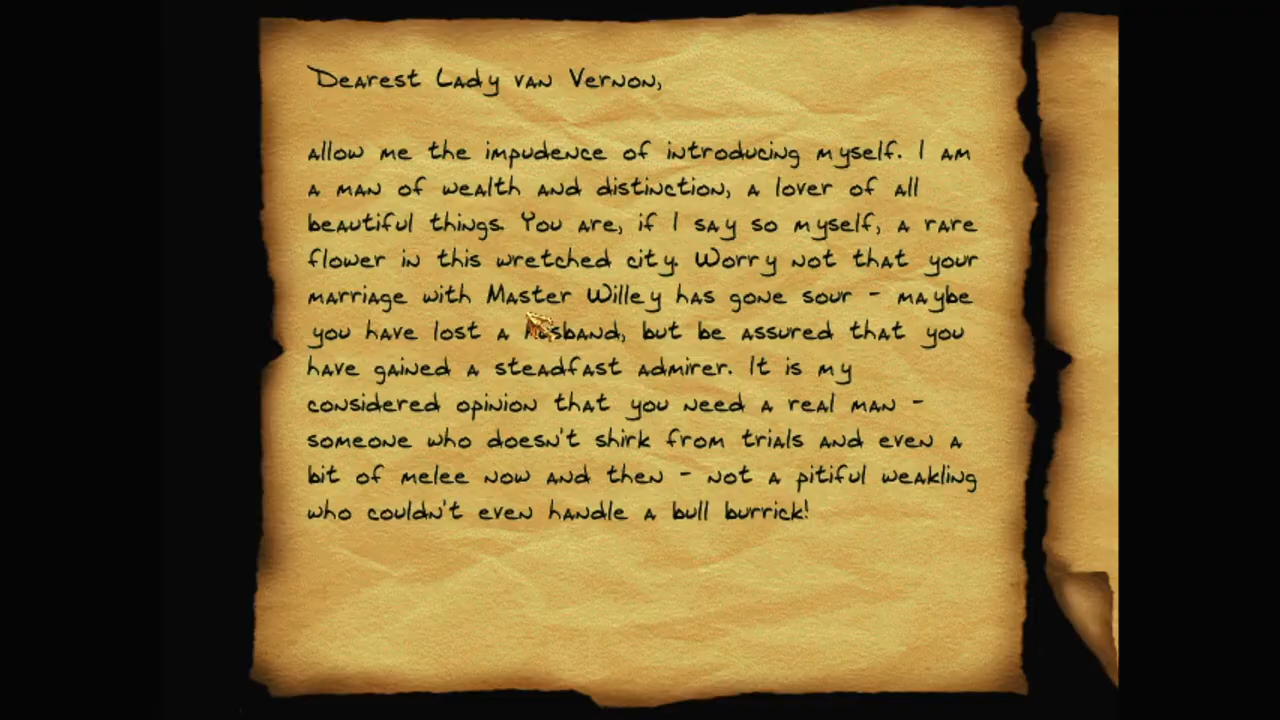 Dearest Lady van Vernon,
allow me the impudence of introducing myself. I am
a man of wealth and distinction, a lover of all
beautiful things. You are, if I say so myself, a rare
flower in this wretched city. Worry not that your
marriage with Master Willey has gone sour - maybe
you have lost a husband, but be assured that you
have gained a steadfast admirer. It is my
considered opinion that you need a real man -
someone who doesn't shirk from trials and even a
bit of melee now and then - not a pitiful weakling
who couldn't even handle a bull burrick!